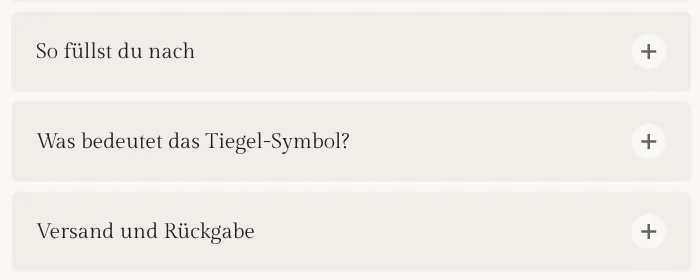 So füllst du nach
Was bedeutet das Tiegel-Symbol?
Versand und Rückgabe